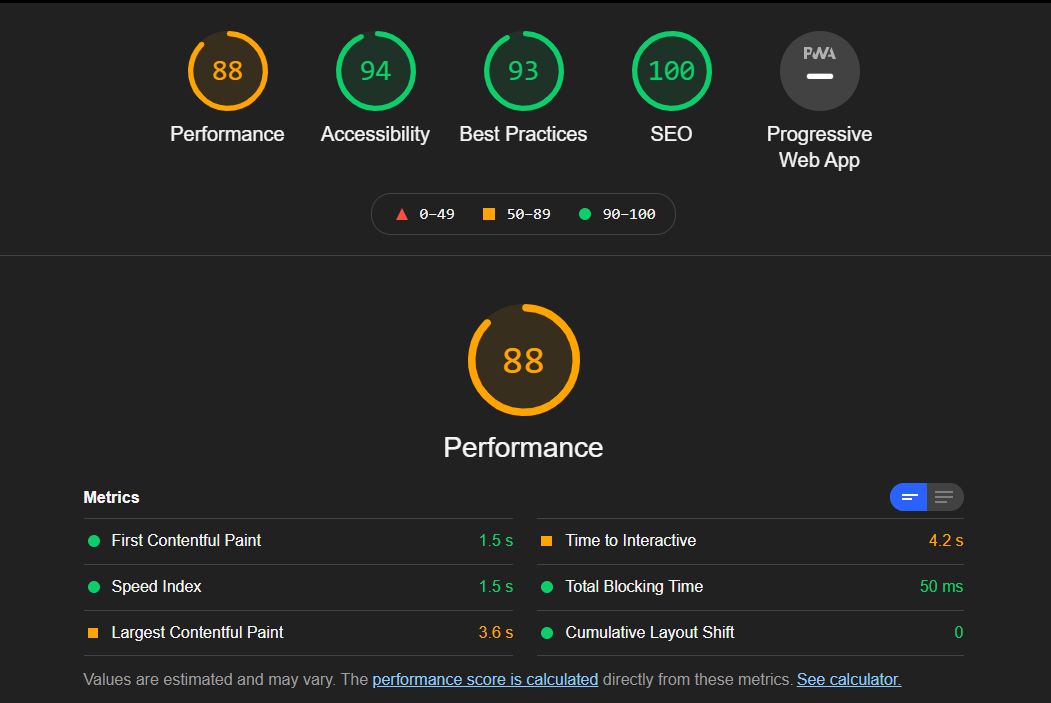 88 94 93 100 PWA
Performance Accessibility Best Practices SEO Progressive
Web App
0–49 50–89 90–100
88
Performance
Metrics
First Contentful Paint 1.5 s Time to Interactive 4.2 s
Speed Index 1.5 s Total Blocking Time 50 ms
Largest Contentful Paint 3.6 s Cumulative Layout Shift 0
Values are estimated and may vary. The performance score is calculated directly from these metrics. See calculator.